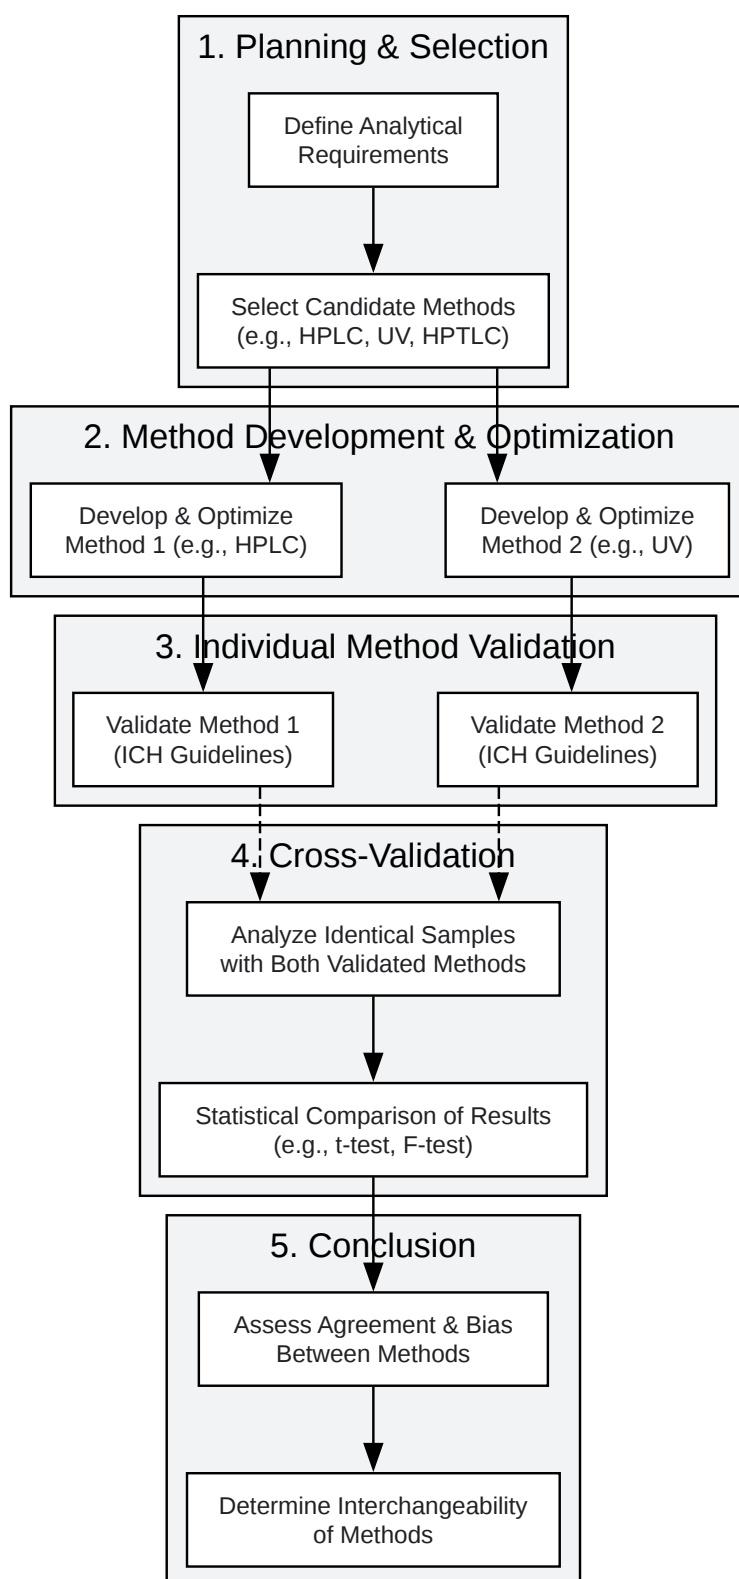 1. Planning & Selection
Define Analytical
Requirements
Select Candidate Methods
(e.g., HPLC, UV, HPTLC)
2. Method Development & Optimization
Develop & Optimize
Method 1 (e.g., HPLC)
Develop & Optimize
Method 2 (e.g., UV)
3. Individual Method Validation
Validate Method 1
(ICH Guidelines)
Validate Method 2
(ICH Guidelines)
4. Cross-Validation
Analyze Identical Samples
with Both Validated Methods
Statistical Comparison of Results
(e.g., t-test, F-test)
5. Conclusion
Assess Agreement & Bias
Between Methods
Determine Interchangeability
of Methods